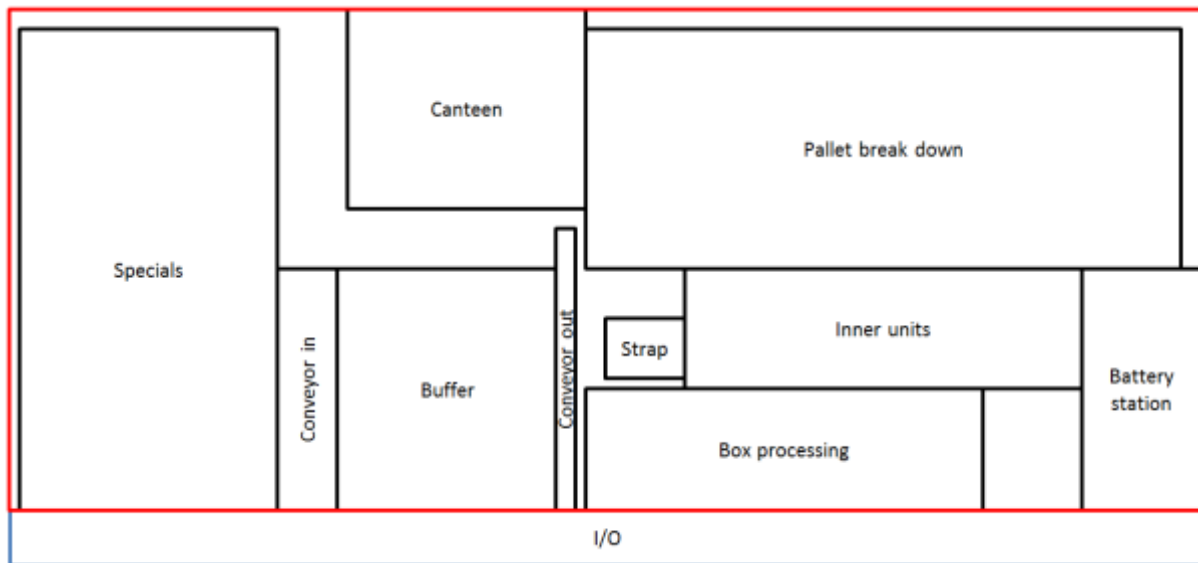 Canteen
Pallet break down
Specials
Conveyor in
Buffer
Conveyor out
Strap
Inner units
Battery
station
Box processing
I/O